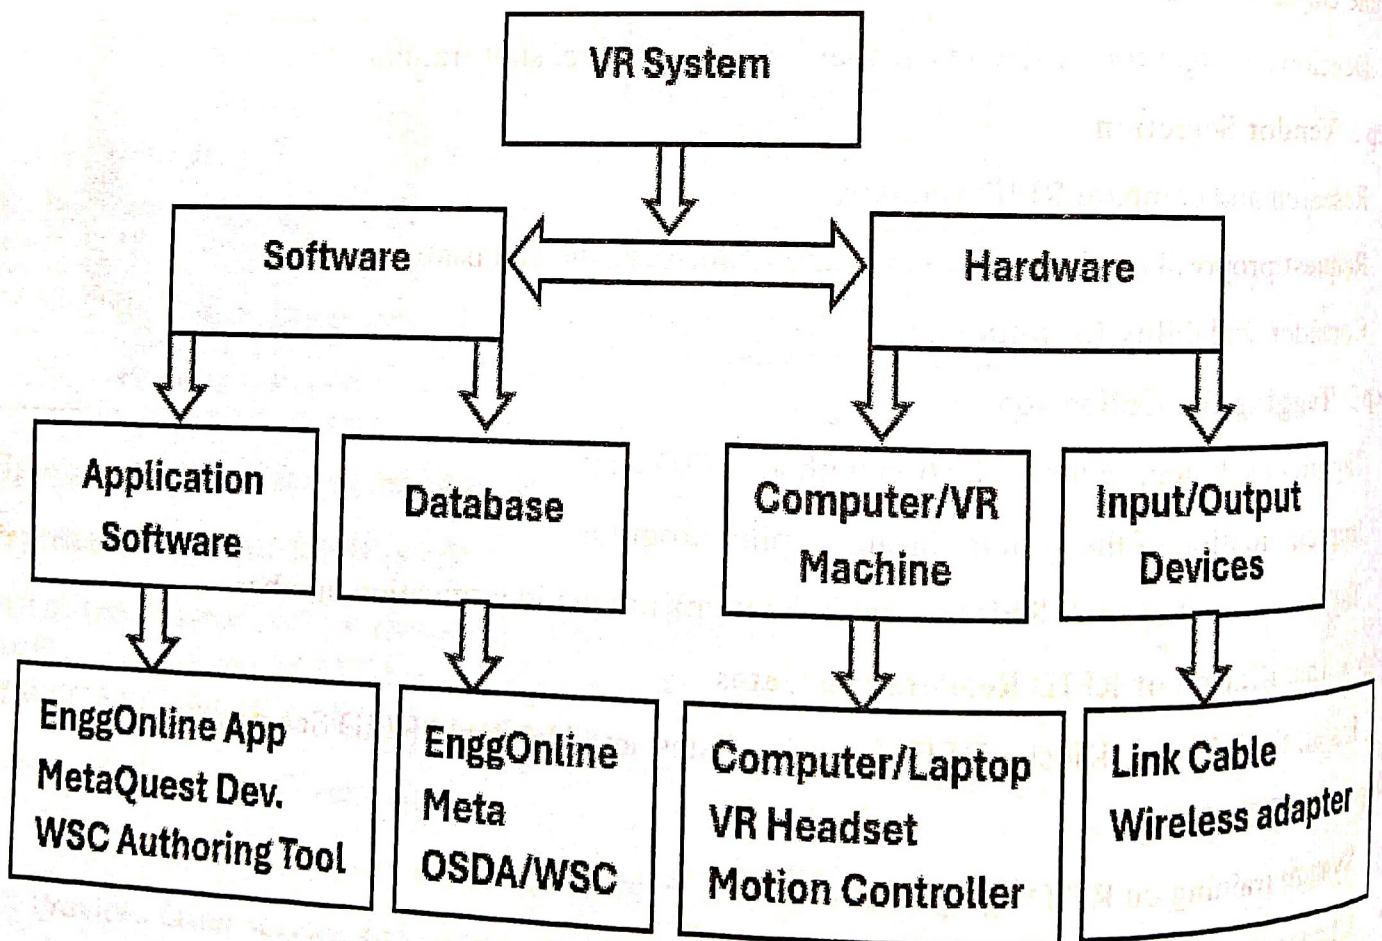 VR System
Software
Hardware
Application
Software
Database
Computer/VR
Machine
Input/Output
Devices
EnggOnline App
MetaQuest Dev.
WSC Authoring Tool
EnggOnline
Meta
OSDA/WSC
Computer/Laptop
VR Headset
Motion Controller
Link Cable
Wireless adapter